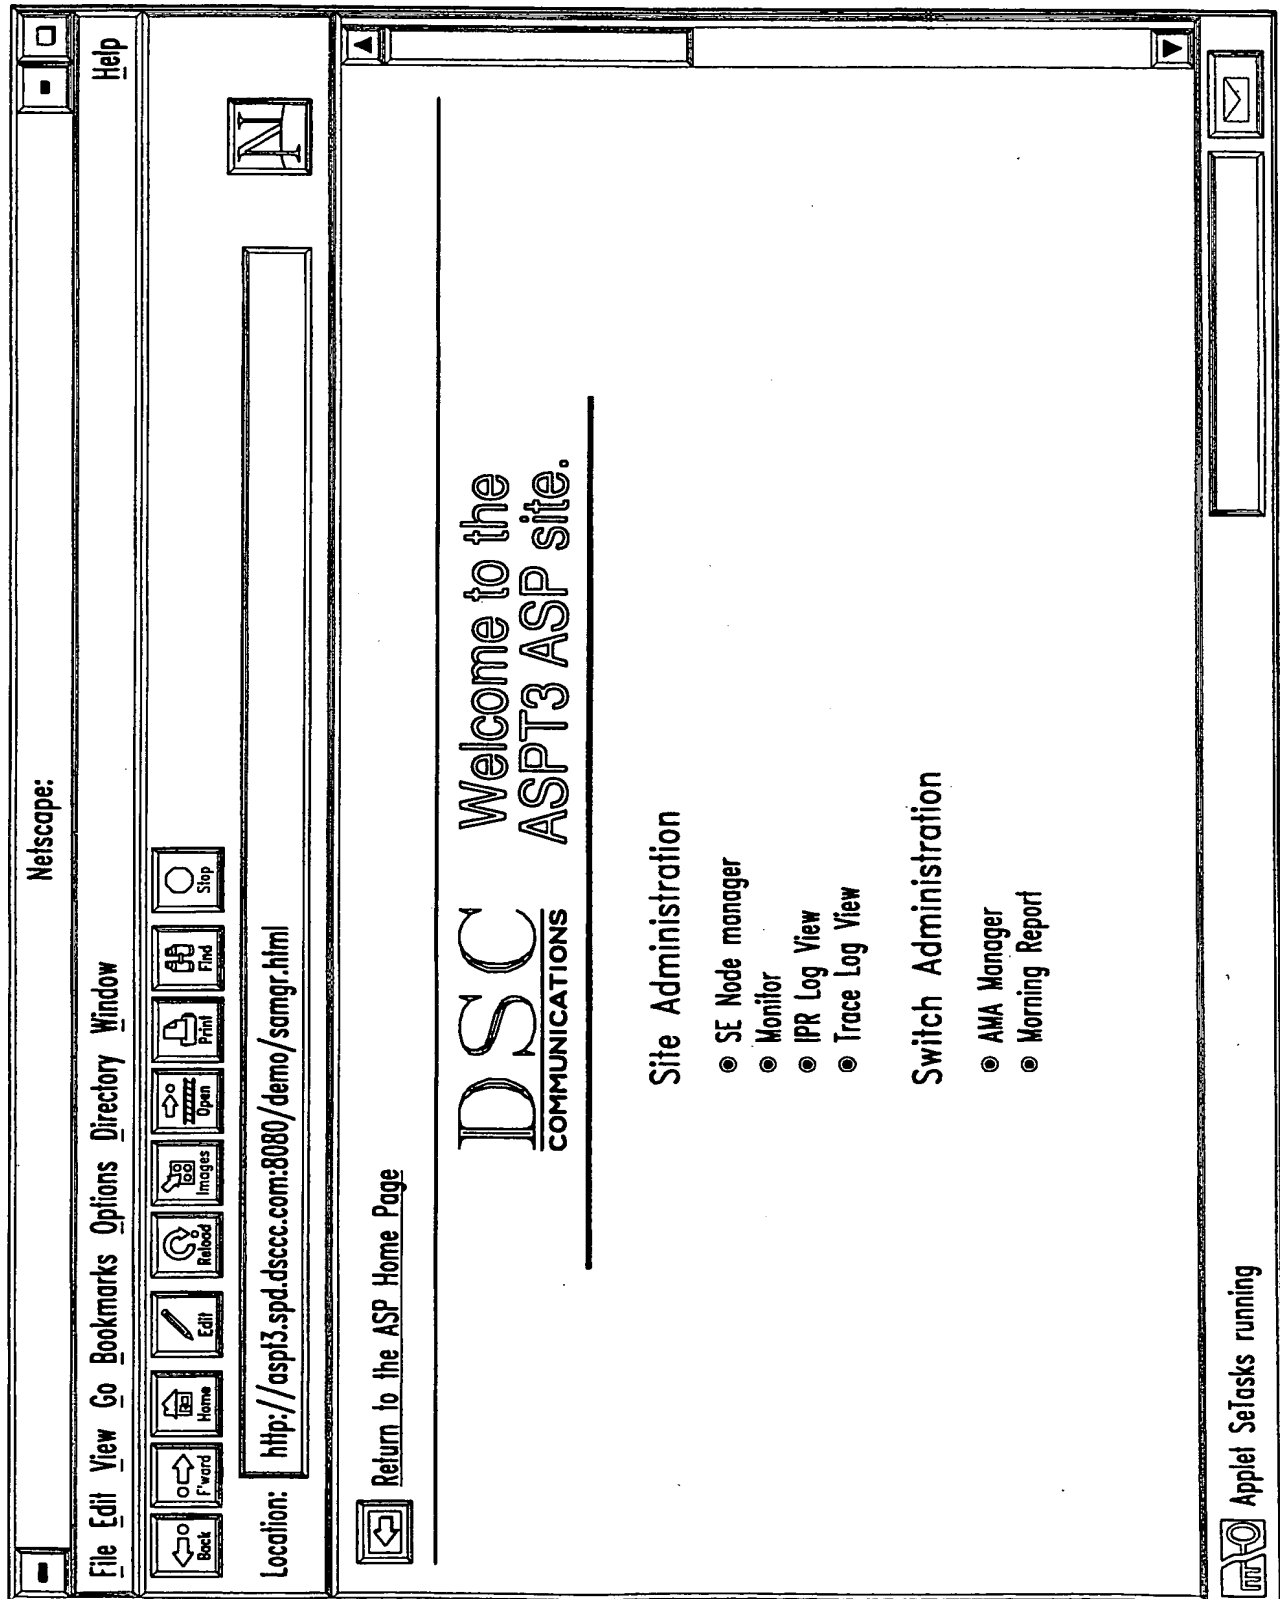 Netscape:
File Edit View Go Bookmarks Options Directory Window Help
Back F'ward Home Edit Reload Images Open Print Find Stop
N
Location: http://aspt3.spd.dsccc.com:8080/demo/samgr.html
Return to the ASP Home Page
DSC
COMMUNICATIONS
Welcome to the
ASPT3 ASP site.
Site Administration
SE Node manager
Monitor
IPR Log View
Trace Log View
Switch Administration
AMA Manager
Morning Report
Applet SeTasks running